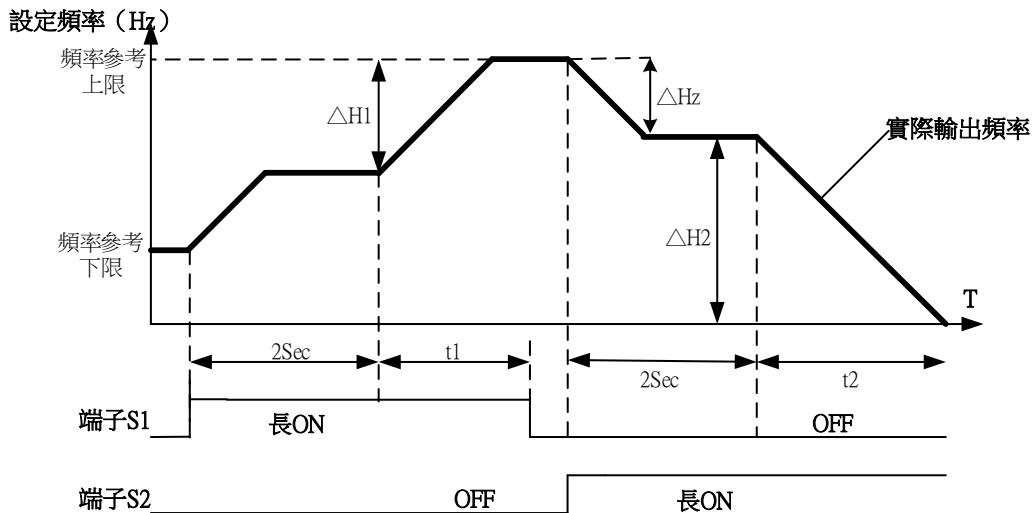 設定頻率（Hz）
頻率參考
上限
△H1
△Hz
實際輸出頻率
頻率參考
下限
△H2
T
2Sec
t1
2Sec
t2
端子S1
長ON
OFF
端子S2
OFF
長ON